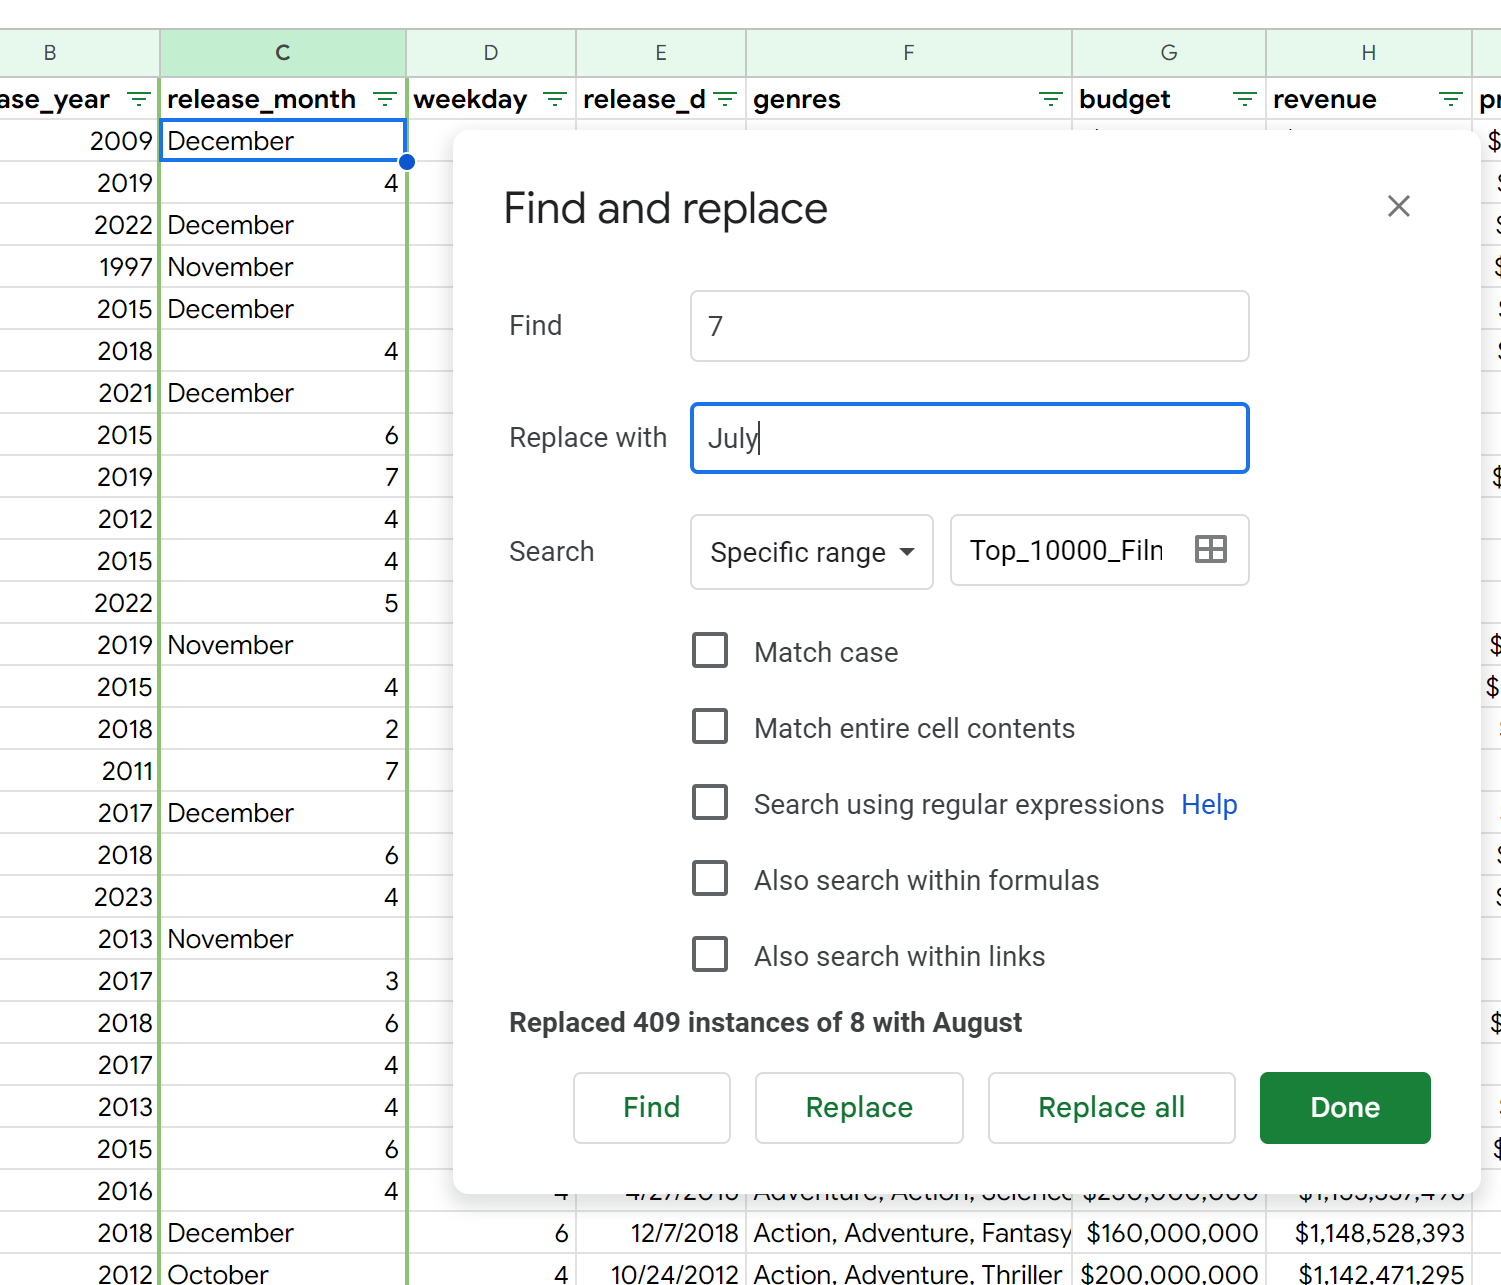 B C D E F G H
ase_year release_month weekday release_d genres budget revenue pr
2009 December $
2019 4
2022 December
1997 November
2015 December
2018 4
2021 December
2015 6
2019 7 $
2012 4
2015 4
2022 5
2019 November $
2015 4 $
2018 2
2011 7
2017 December
2018 6
2023 4
2013 November
2017 3
2018 6 $
2017 4
2013 4
2015 6
2016 4
2018 December 6 12/7/2018 Action, Adventure, Fantasy $160,000,000 $1,148,528,393
2012 October 4 10/24/2012 Action, Adventure, Thriller $200,000,000 $1,142,471,295
Find and replace
Find 7
Replace with July
Search Specific range Top_10000_Filn
Match case
Match entire cell contents
Search using regular expressions Help
Also search within formulas
Also search within links
Replaced 409 instances of 8 with August
Find Replace Replace all Done